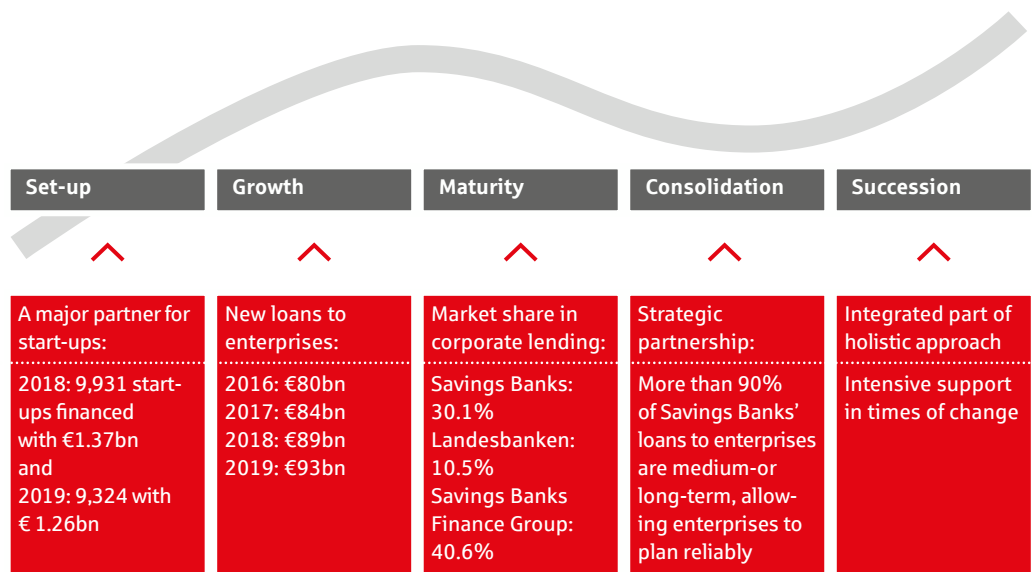 Set-up
Growth
Maturity
Consolidation
Succession
A major partner for
start-ups:
2018: 9,931 start-
ups financed
with €1.37bn
and
2019: 9,324 with
€ 1.26bn
New loans to
enterprises:
2016: €80bn
2017: €84bn
2018: €89bn
2019: €93bn
Market share in
corporate lending:
Savings Banks:
30.1%
Landesbanken:
10.5%
Savings Banks
Finance Group:
40.6%
Strategic
partnership:
More than 90%
of Savings Banks’
loans to enterprises
are medium-or
long-term, allow-
ing enterprises to
plan reliably
Integrated part of
holistic approach
Intensive support
in times of change